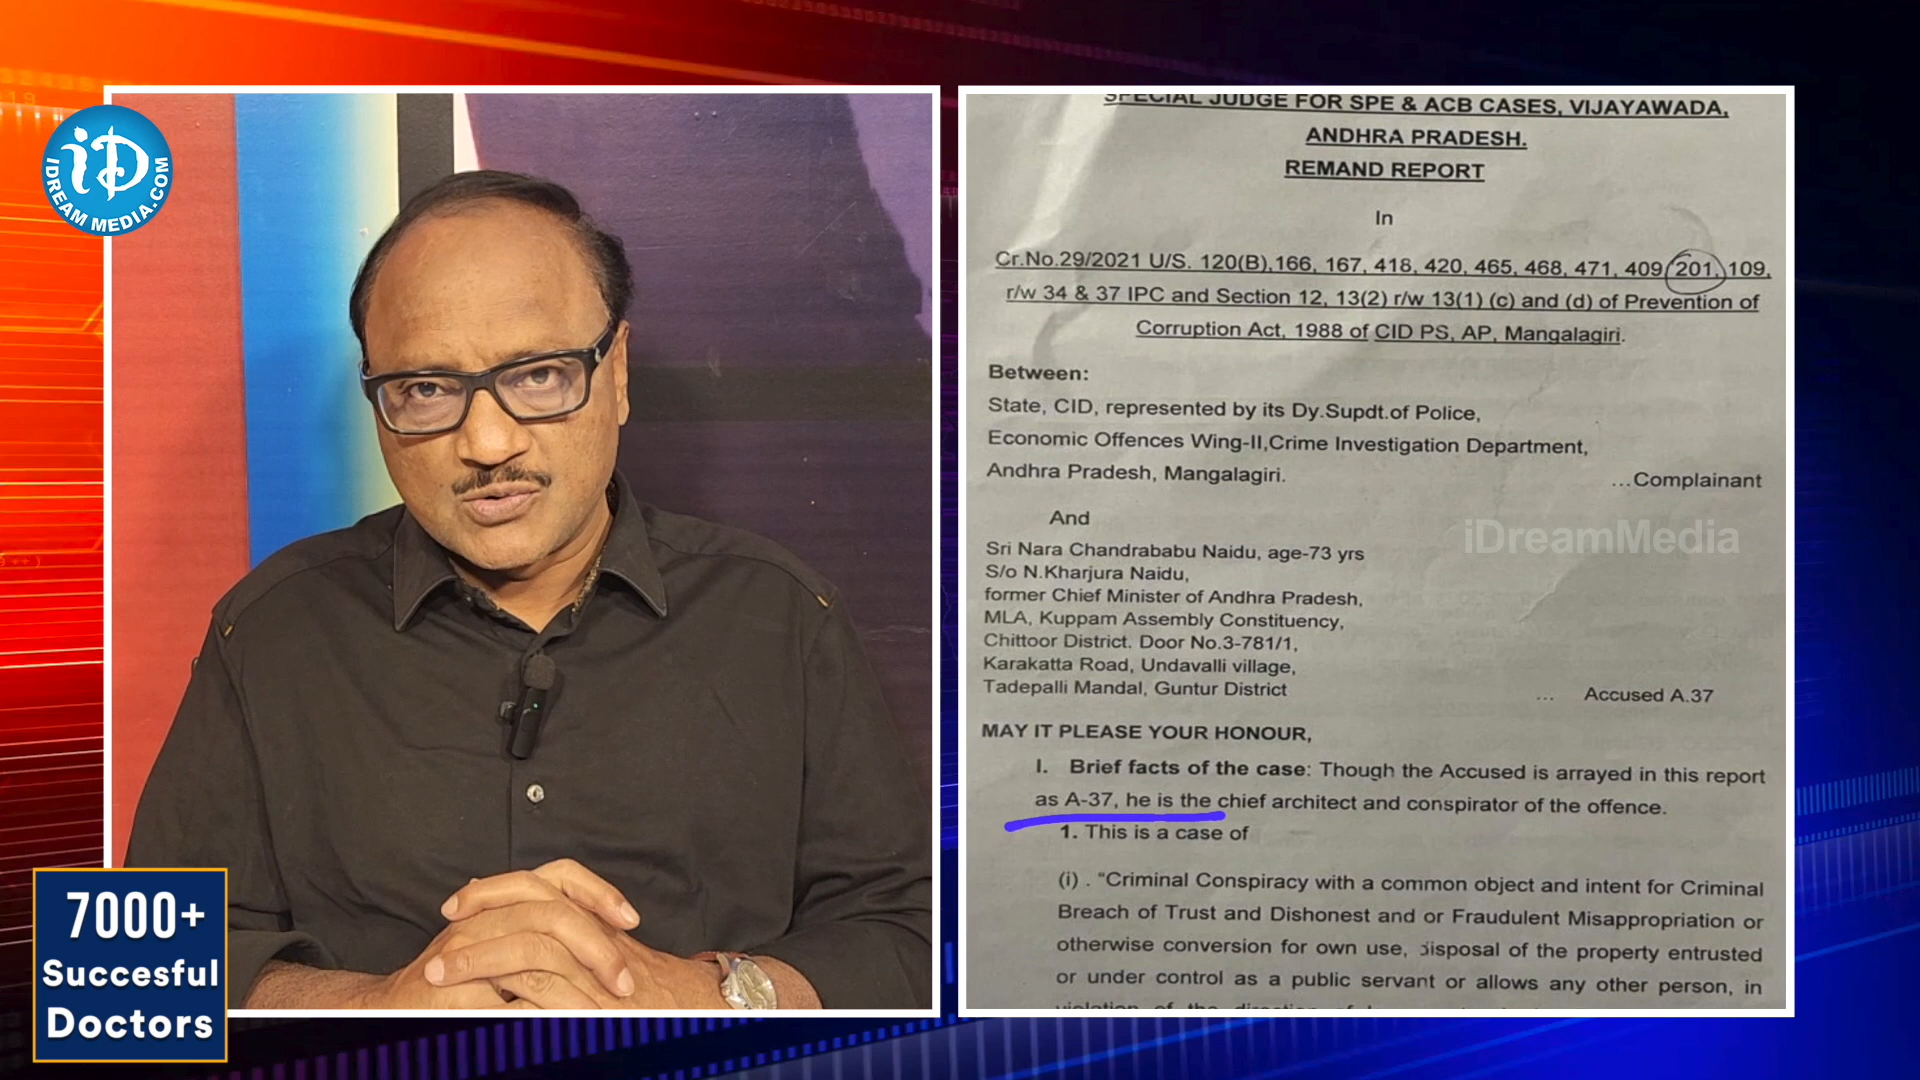 iD
IDREAM MEDIA.COM
7000+
Succesful
Doctors
SPECIAL JUDGE FOR SPE & ACB CASES, VIJAYAWADA,
ANDHRA PRADESH.
REMAND REPORT
In
Cr.No.29/2021 U/S. 120(B),166, 167, 418, 420, 465, 468, 471, 409, 201, 109,
r/w 34 & 37 IPC and Section 12, 13(2) r/w 13(1) (c) and (d) of Prevention of
Corruption Act, 1988 of CID PS, AP, Mangalagiri.
Between:
State, CID, represented by its Dy.Supdt.of Police,
Economic Offences Wing-II,Crime Investigation Department,
Andhra Pradesh, Mangalagiri.
...Complainant
And
iDreamMedia
Sri Nara Chandrababu Naidu, age-73 yrs
S/o N.Kharjura Naidu,
former Chief Minister of Andhra Pradesh,
MLA, Kuppam Assembly Constituency,
Chittoor District. Door No.3-781/1,
Karakatta Road, Undavalli village,
Tadepalli Mandal, Guntur District
... Accused A.37
MAY IT PLEASE YOUR HONOUR,
I. Brief facts of the case: Though the Accused is arrayed in this report
as A-37, he is the chief architect and conspirator of the offence.
1. This is a case of
(i) . “Criminal Conspiracy with a common object and intent for Criminal
Breach of Trust and Dishonest and or Fraudulent Misappropriation or
otherwise conversion for own use, disposal of the property entrusted
or under control as a public servant or allows any other person, in